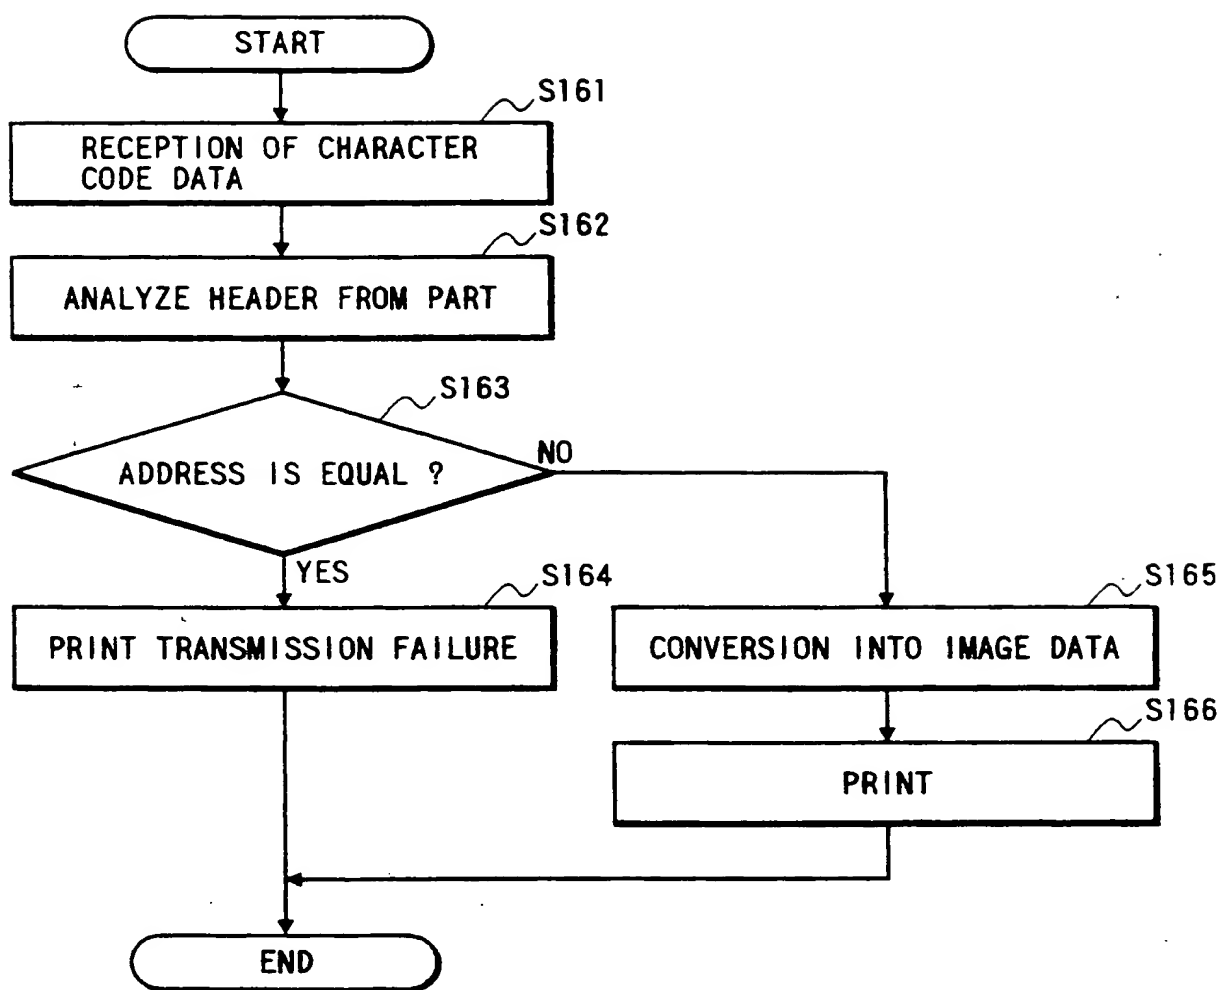 START
S161
RECEPTION OF CHARACTER
CODE DATA
S162
ANALYZE HEADER FROM PART
S163
ADDRESS IS EQUAL ?
NO
YES
S164
PRINT TRANSMISSION FAILURE
S165
CONVERSION INTO IMAGE DATA
S166
PRINT
END